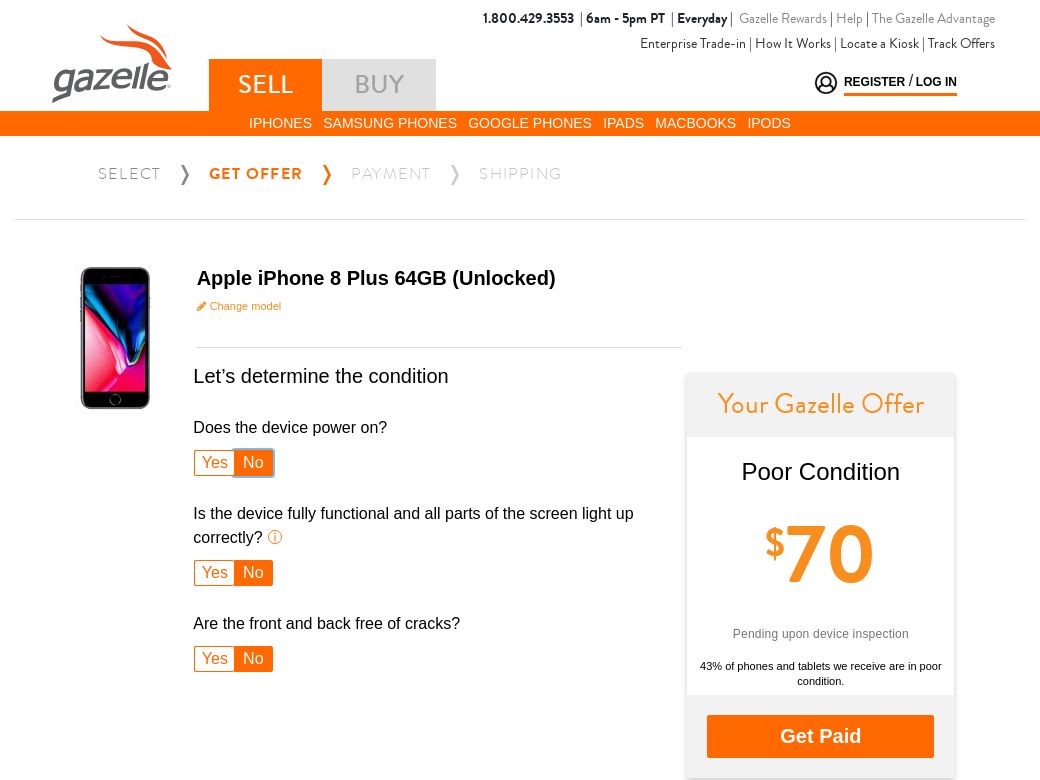 1.800.429.3553 | 6am - 5pm PT | Everyday | Gazelle Rewards | Help | The Gazelle Advantage
Enterprise Trade-in | How It Works | Locate a Kiosk | Track Offers
gazelle
SELL
BUY
REGISTER / LOG IN
IPHONES SAMSUNG PHONES GOOGLE PHONES IPADS MACBOOKS IPODS
SELECT ❭ GET OFFER ❭ PAYMENT ❭ SHIPPING
Apple iPhone 8 Plus 64GB (Unlocked)
Change model
Let’s determine the condition
Does the device power on?
Yes No
Is the device fully functional and all parts of the screen light up
correctly? ⓘ
Yes No
Are the front and back free of cracks?
Yes No
Your Gazelle Offer
Poor Condition
$70
Pending upon device inspection
43% of phones and tablets we receive are in poor
condition.
Get Paid